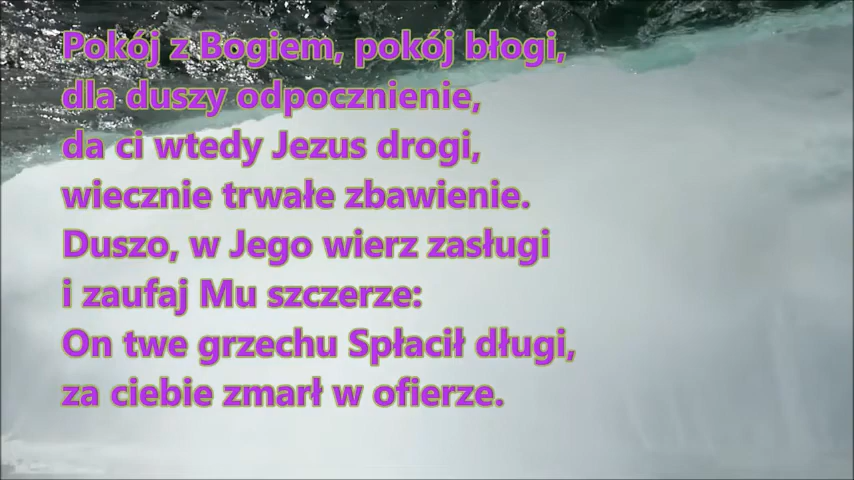 Pokój z Bogiem, pokój błogi,
dla duszy odpocznienie,
da ci wtedy Jezus drogi,
wiecznie trwałe zbawienie.
Duszo, w Jego wierz zasługi
i zaufaj Mu szczerze:
On twe grzechu Spłacił długi,
za ciebie zmarł w ofierze.